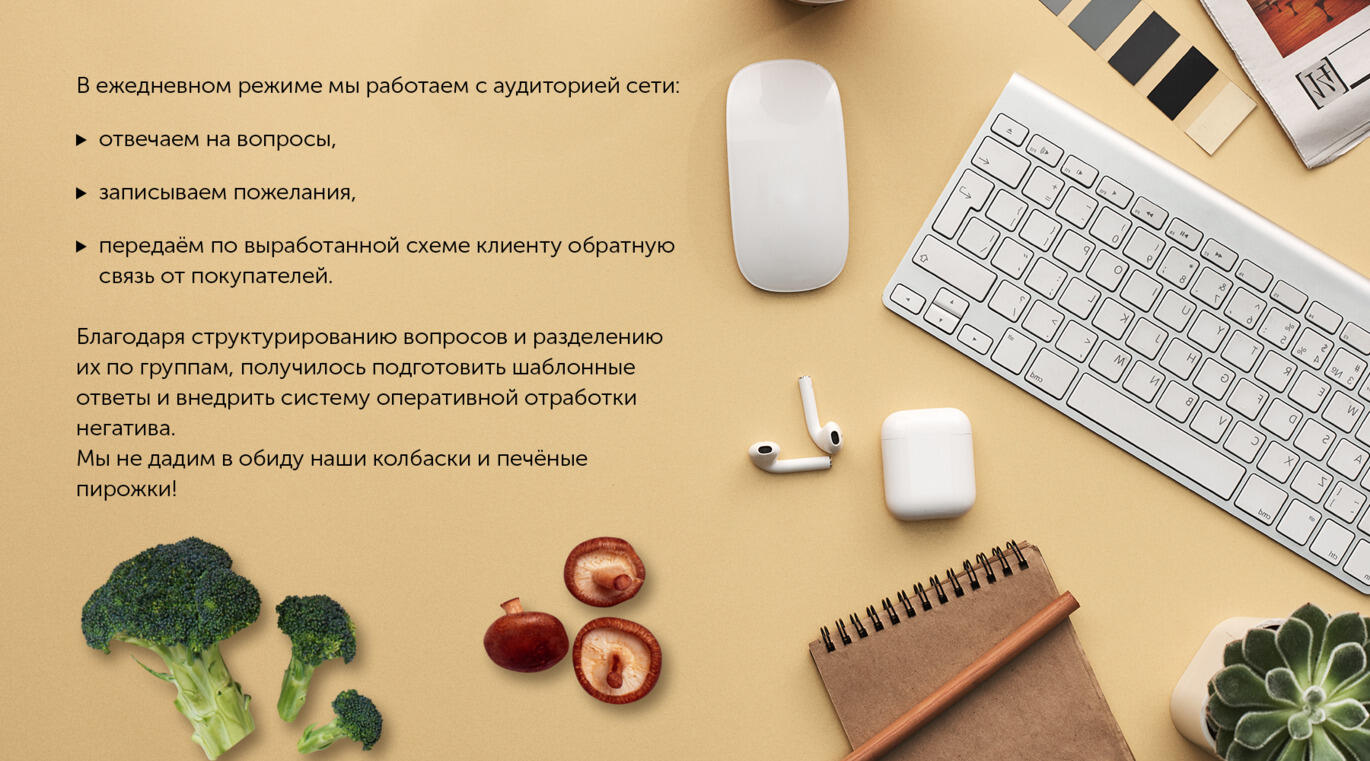 В ежедневном режиме мы работаем с аудиторией сети:
▸ отвечаем на вопросы,
▸ записываем пожелания,
▸ передаём по выработанной схеме клиенту обратную
связь от покупателей.
Благодаря структурированию вопросов и разделению
их по группам, получилось подготовить шаблонные
ответы и внедрить систему оперативной отработки
негатива.
Мы не дадим в обиду наши колбаски и печёные
пирожки!